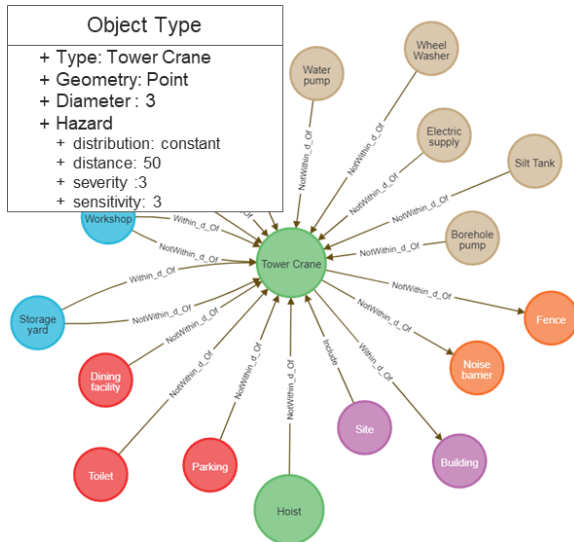 Object Type
+ Type: Tower Crane
+ Geometry: Point
+ Diameter : 3
+ Hazard
+ distribution: constant
+ distance: 50
+ severity :3
+ sensitivity: 3
Water
pump
Wheel
Washer
Electric
supply
Silt Tank
Borehole
pump
Workshop
Tower Crane
Storage
yard
Fence
Dining
facility
Noise
barrier
Toilet
Parking
Site
Building
Hoist
NotWithin_d_Of
NotWithin_d_Of
NotWithin_d_Of
NotWithin_d_Of
NotWithin_d_Of
Within_d_Of
NotWithin_d_Of
Within_d_Of
NotWithin_d_Of
NotWithin_d_Of
NotWithin_d_Of
NotWithin_d_Of
NotWithin_d_Of
Include
Within_d_Of
NotWithin_d_Of
NotWithin_d_Of